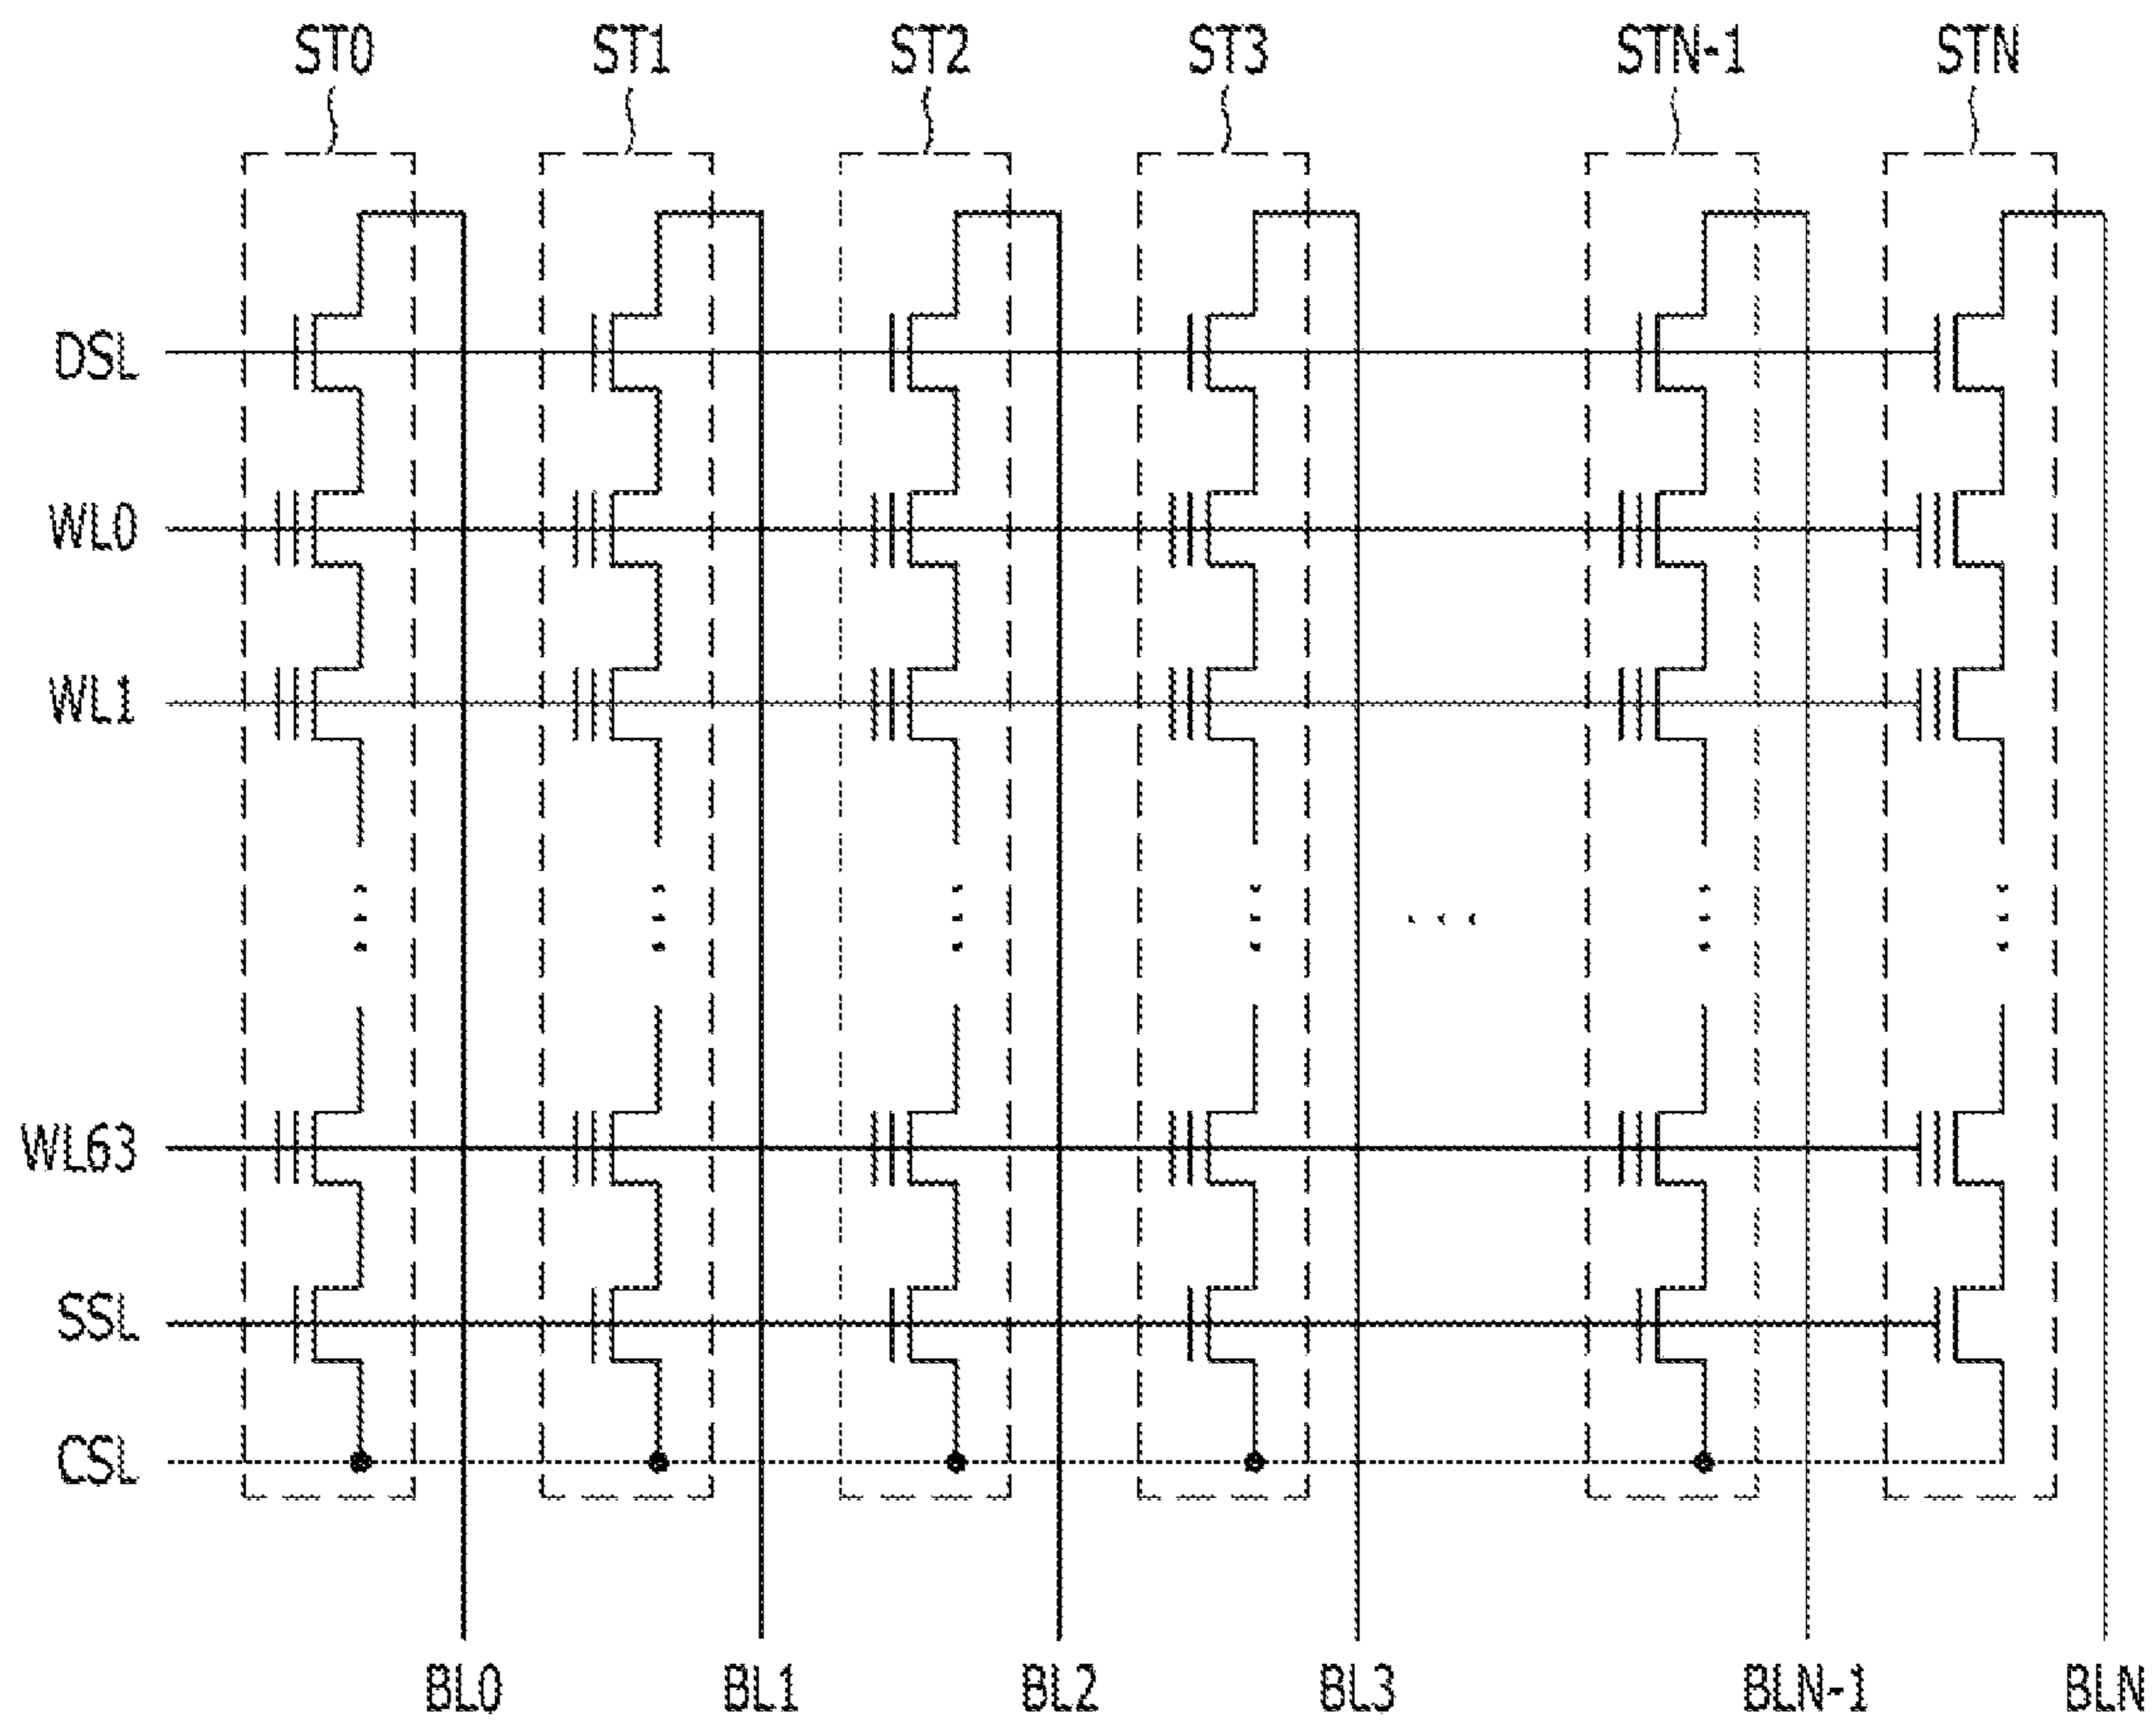 ST0 ST1 ST2 ST3 STN-1 STN
DSL
WL0
WL1
WL63
SSL
CSL
BL0 BL1 BL2 BL3 BLN-1 BLN